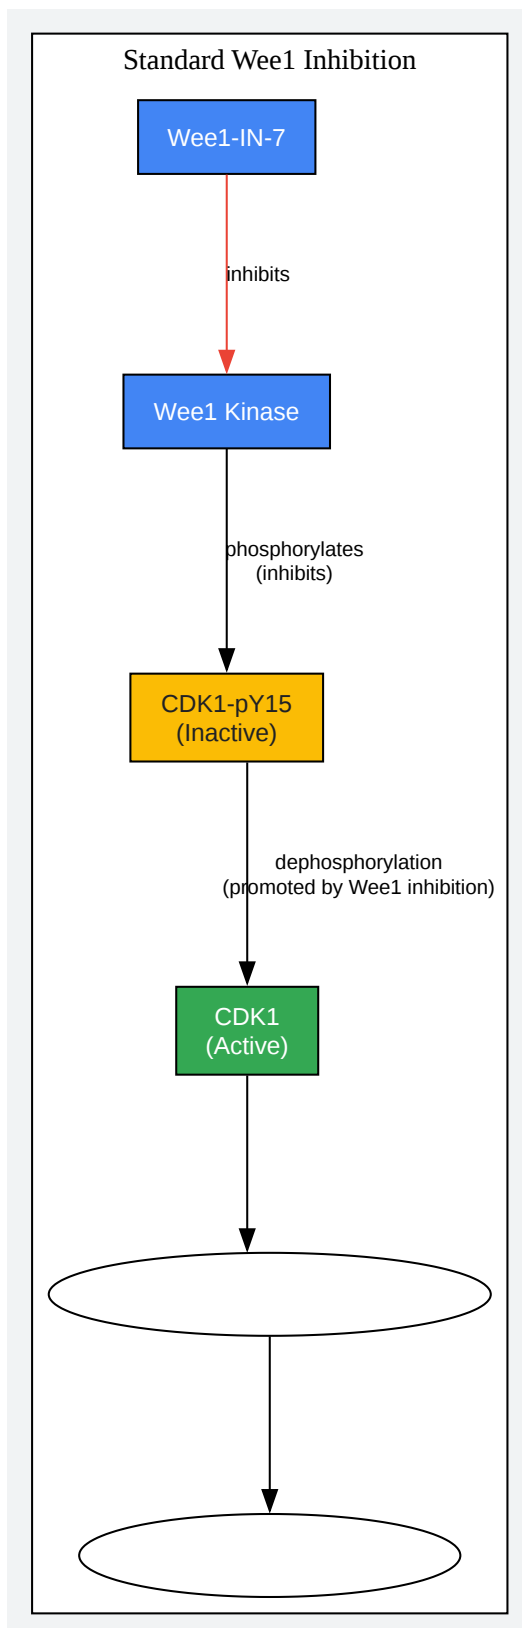 Standard Wee1 Inhibition
Wee1-IN-7
inhibits
Wee1 Kinase
phosphorylates
(inhibits)
CDK1-pY15
(Inactive)
dephosphorylation
(promoted by Wee1 inhibition)
CDK1
(Active)